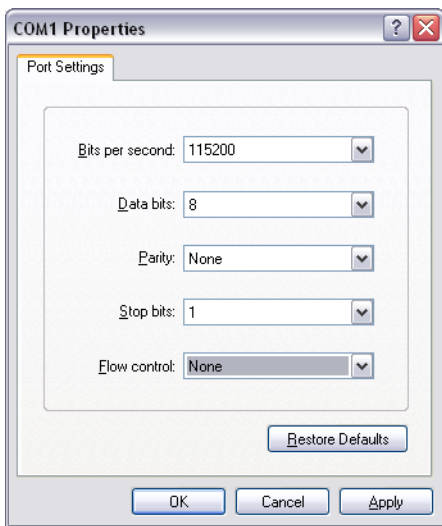 COM1 Properties
Port Settings
Bits per second: 115200
Data bits: 8
Parity: None
Stop bits: 1
Flow control: None
Restore Defaults
OK Cancel Apply